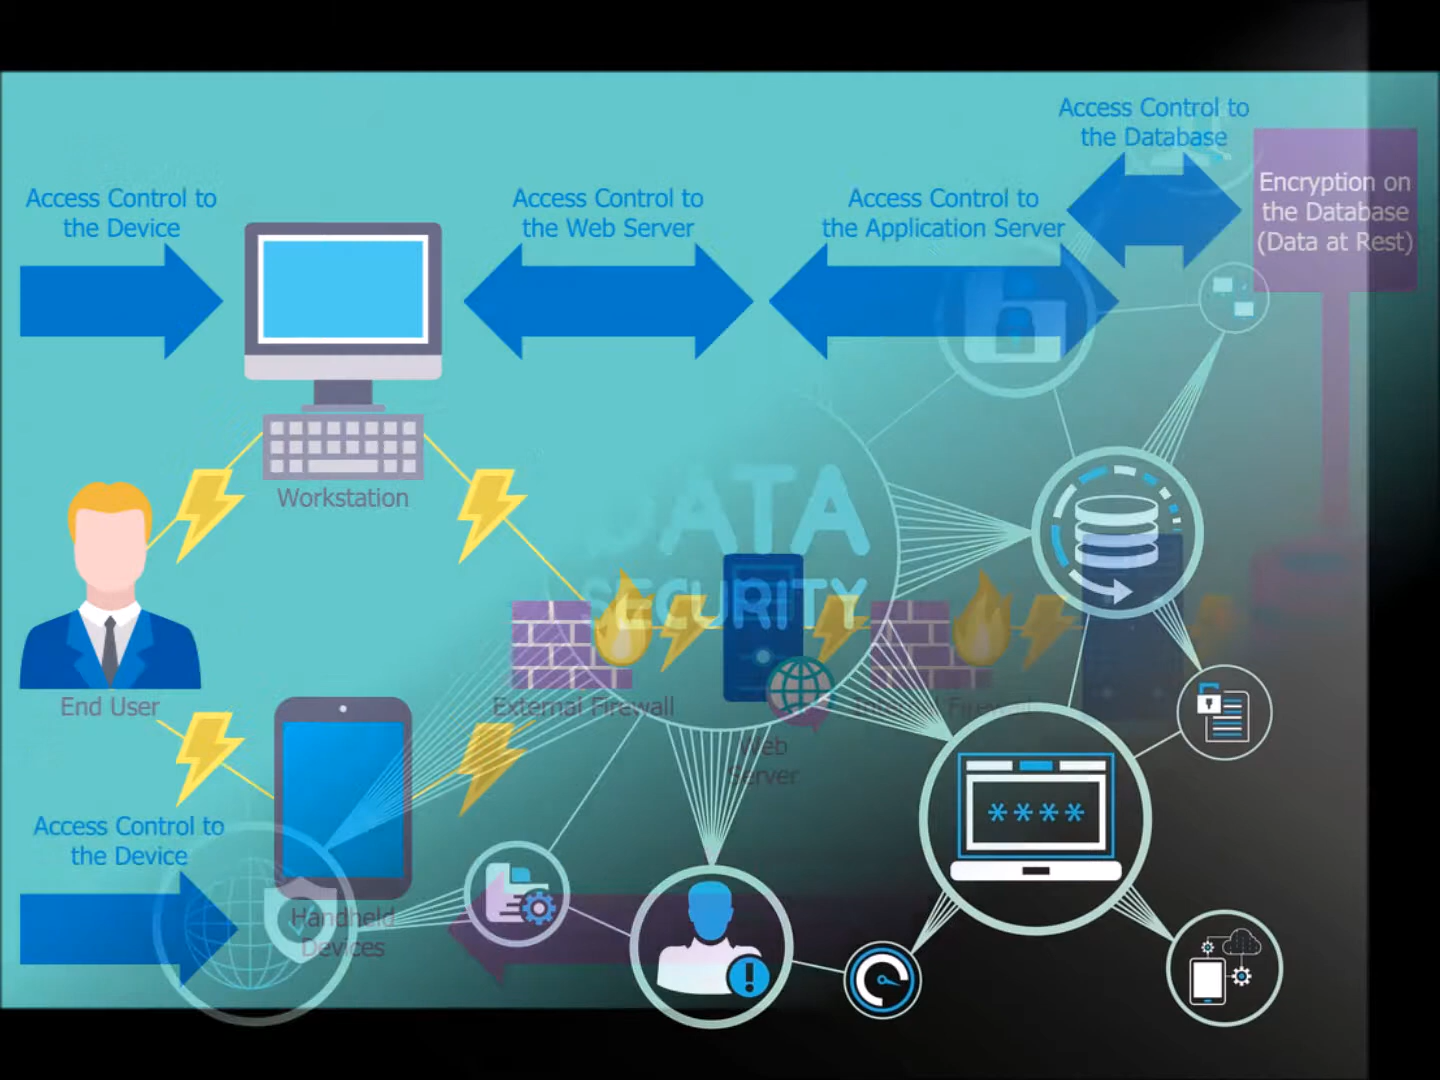 Access Control to
the Database
Encryption on
the Database
(Data at Rest)
Access Control to
the Device
Access Control to
the Web Server
Access Control to
the Application Server
Workstation
DATA
SECURITY
End User
External Firewall
Firewall
Web
Server
Access Control to
the Device
Handheld
Devices
****